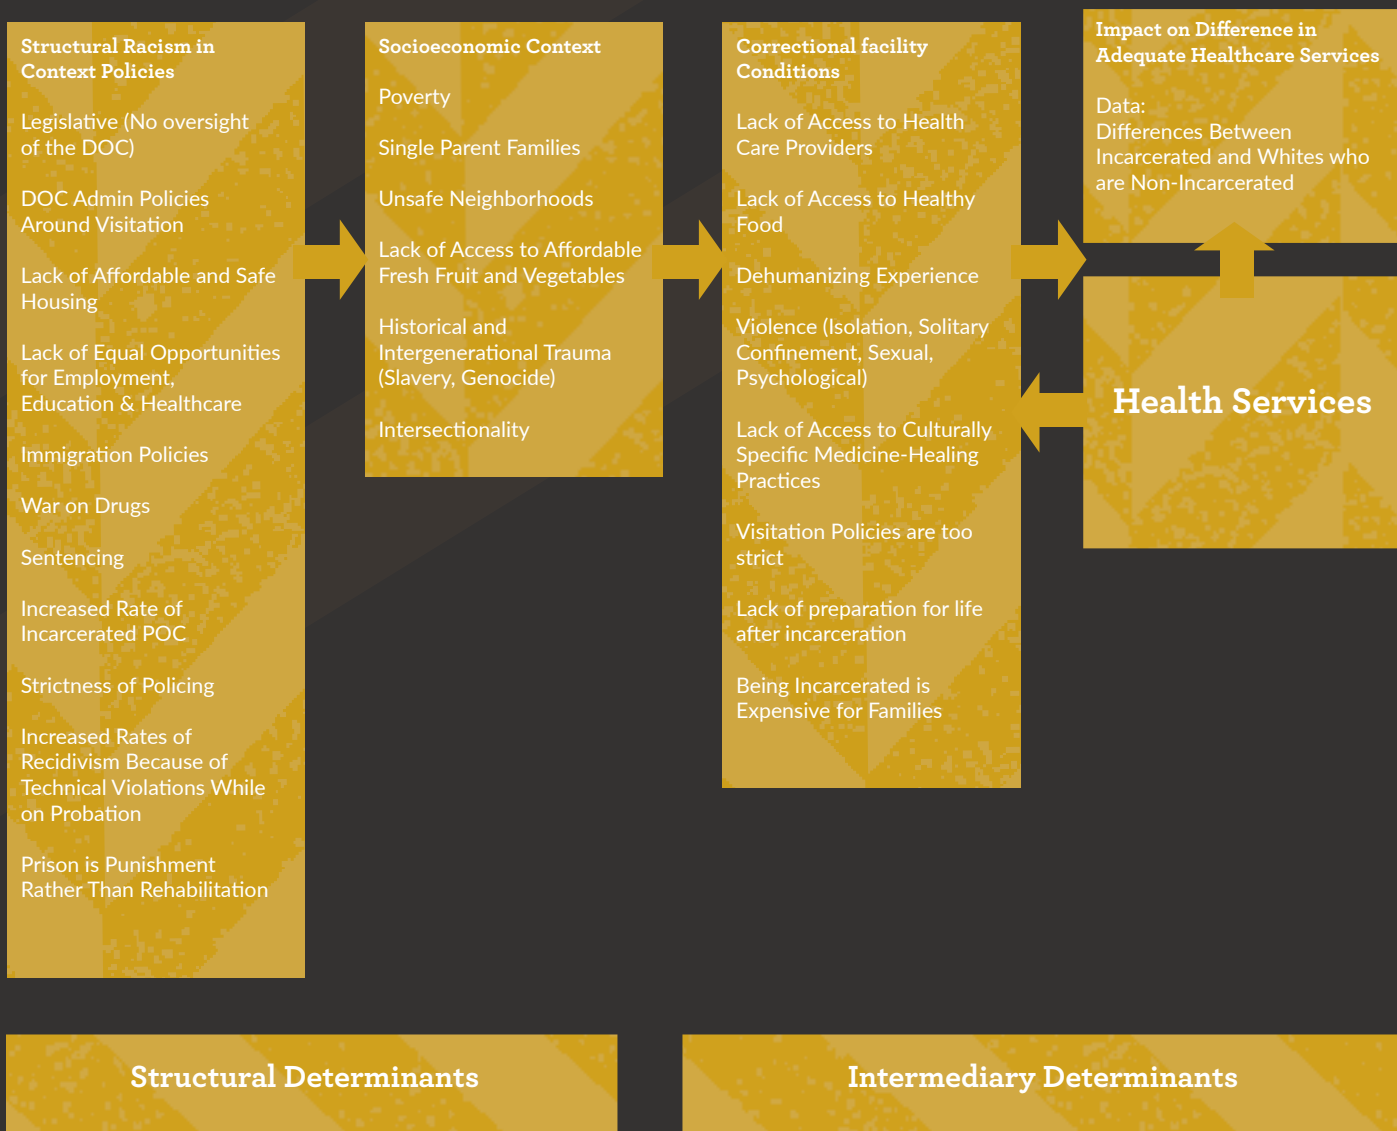 Structural Racism in
Context Policies
Legislative (No oversight
of the DOC)
DOC Admin Policies
Around Visitation
Lack of Affordable and Safe
Housing
Lack of Equal Opportunities
for Employment,
Education & Healthcare
Immigration Policies
War on Drugs
Sentencing
Increased Rate of
Incarcerated POC
Strictness of Policing
Increased Rates of
Recidivism Because of
Technical Violations While
on Probation
Prison is Punishment
Rather Than Rehabilitation
Socioeconomic Context
Poverty
Single Parent Families
Unsafe Neighborhoods
Lack of Access to Affordable
Fresh Fruit and Vegetables
Historical and
Intergenerational Trauma
(Slavery, Genocide)
Intersectionality
Correctional facility
Conditions
Lack of Access to Health
Care Providers
Lack of Access to Healthy
Food
Dehumanizing Experience
Violence (Isolation, Solitary
Confinement, Sexual,
Psychological)
Lack of Access to Culturally
Specific Medicine-Healing
Practices
Visitation Policies are too
strict
Lack of preparation for life
after incarceration
Being Incarcerated is
Expensive for Families
Impact on Difference in
Adequate Healthcare Services
Data:
Differences Between
Incarcerated and Whites who
are Non-Incarcerated
Health Services
Structural Determinants
Intermediary Determinants